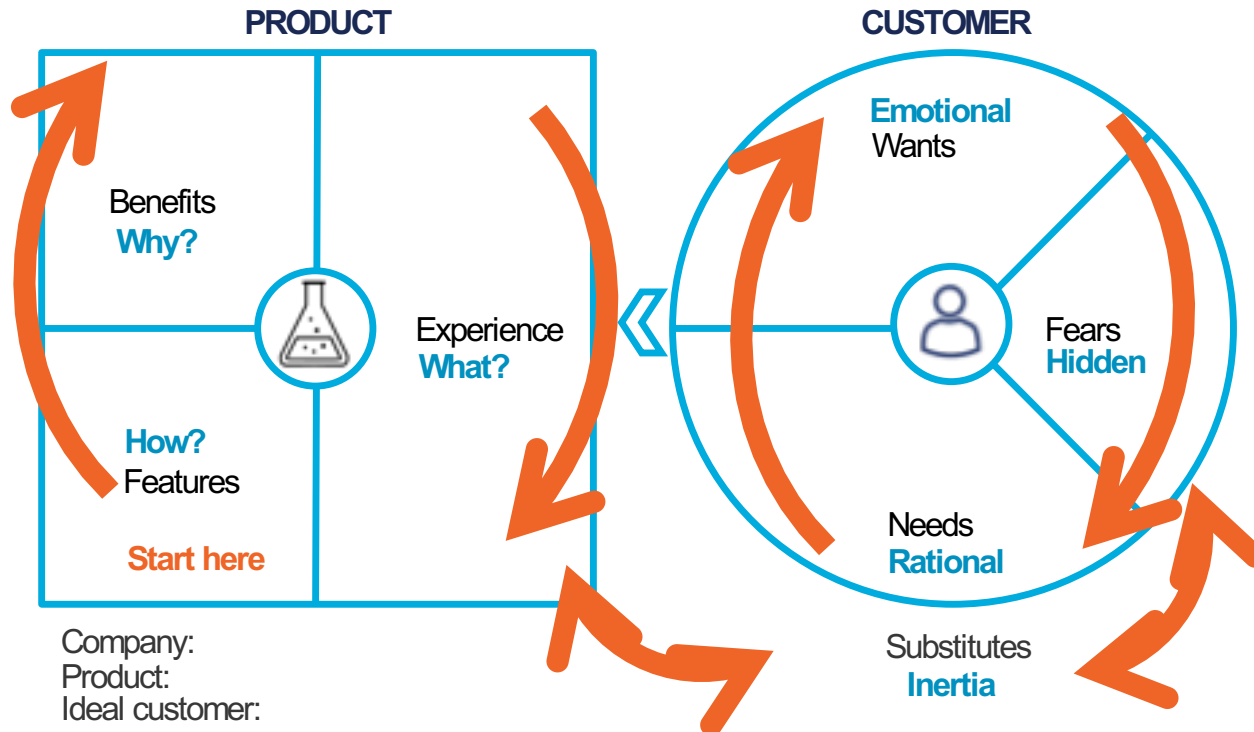 PRODUCT
Benefits
Why?
Experience
What?
How?
Features
Start here
Company:
Product:
Ideal customer:
CUSTOMER
Emotional
Wants
Fears
Hidden
Needs
Rational
Substitutes
Inertia